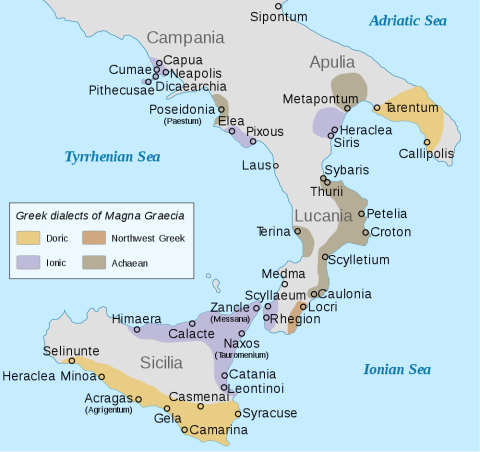 Sipontum
Adriatic Sea
Campania
Capua
Cumae
Neapolis
Pithecusae
Dicaearchia
Apulia
Metapontum
Tarentum
Poseidonia
(Paestum)
Elea
Pixous
Heraclea
Siris
Callipolis
Tyrrhenian Sea
Laus
Sybaris
Thurii
Greek dialects of Magna Graecia
Doric
Northwest Greek
Ionic
Achaean
Lucania
Petelia
Terina
Croton
Scylletium
Medma
Scyllaeum
Caulonia
Zancle
(Messana)
Locri
Rhegion
Himaera
Calacte
Naxos
(Tauromenium)
Selinunte
Sicilia
Ionian Sea
Heraclea Minoa
Catania
Leontinoi
Acragas
(Agrigentum)
Casmenai
Syracuse
Gela
Camarina